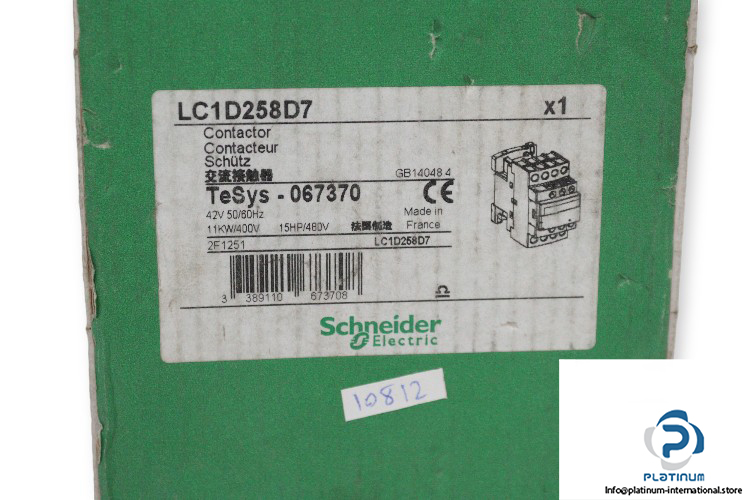 LC1D258D7 x1
Contactor
Contacteur
Schütz
交流接触器 GB14048 4
TeSys - 067370 CE
42V 50/60Hz Made in
11KW/400V 15HP/480V 法国制造 France
2F1251 LC1D258D7
3 389110 673708
Schneider
Electric
10812
PLATINUM
Info@platinum-international.store